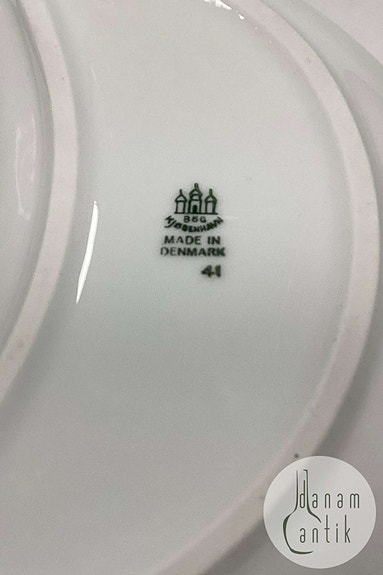 B&G
KJØBENHAVN
MADE IN
DENMARK
41
danam
antik